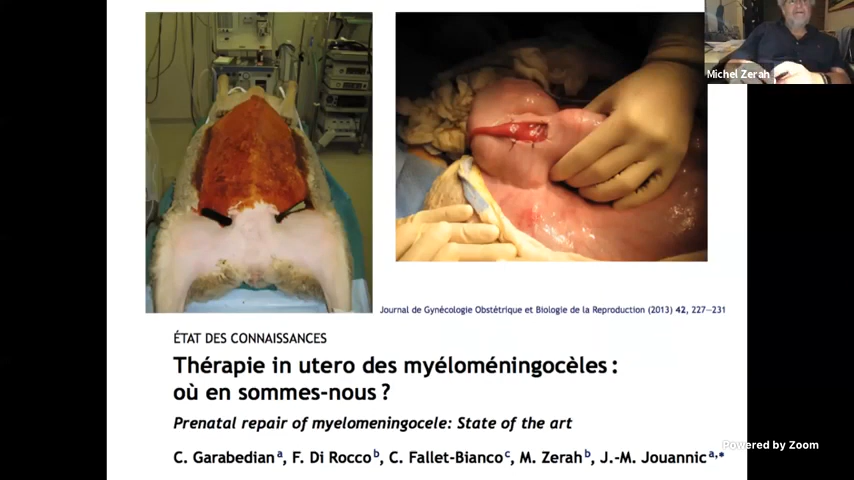 Michel Zerah
Journal de Gynécologie Obstétrique et Biologie de la Reproduction (2013) 42, 227—231
ÉTAT DES CONNAISSANCES
Thérapie in utero des myéloméningocèles :
où en sommes-nous ?
Prenatal repair of myelomeningocele: State of the art
Powered by Zoom
C. Garabedian a, F. Di Rocco b, C. Fallet-Bianco c, M. Zerah b, J.-M. Jouannic a,*